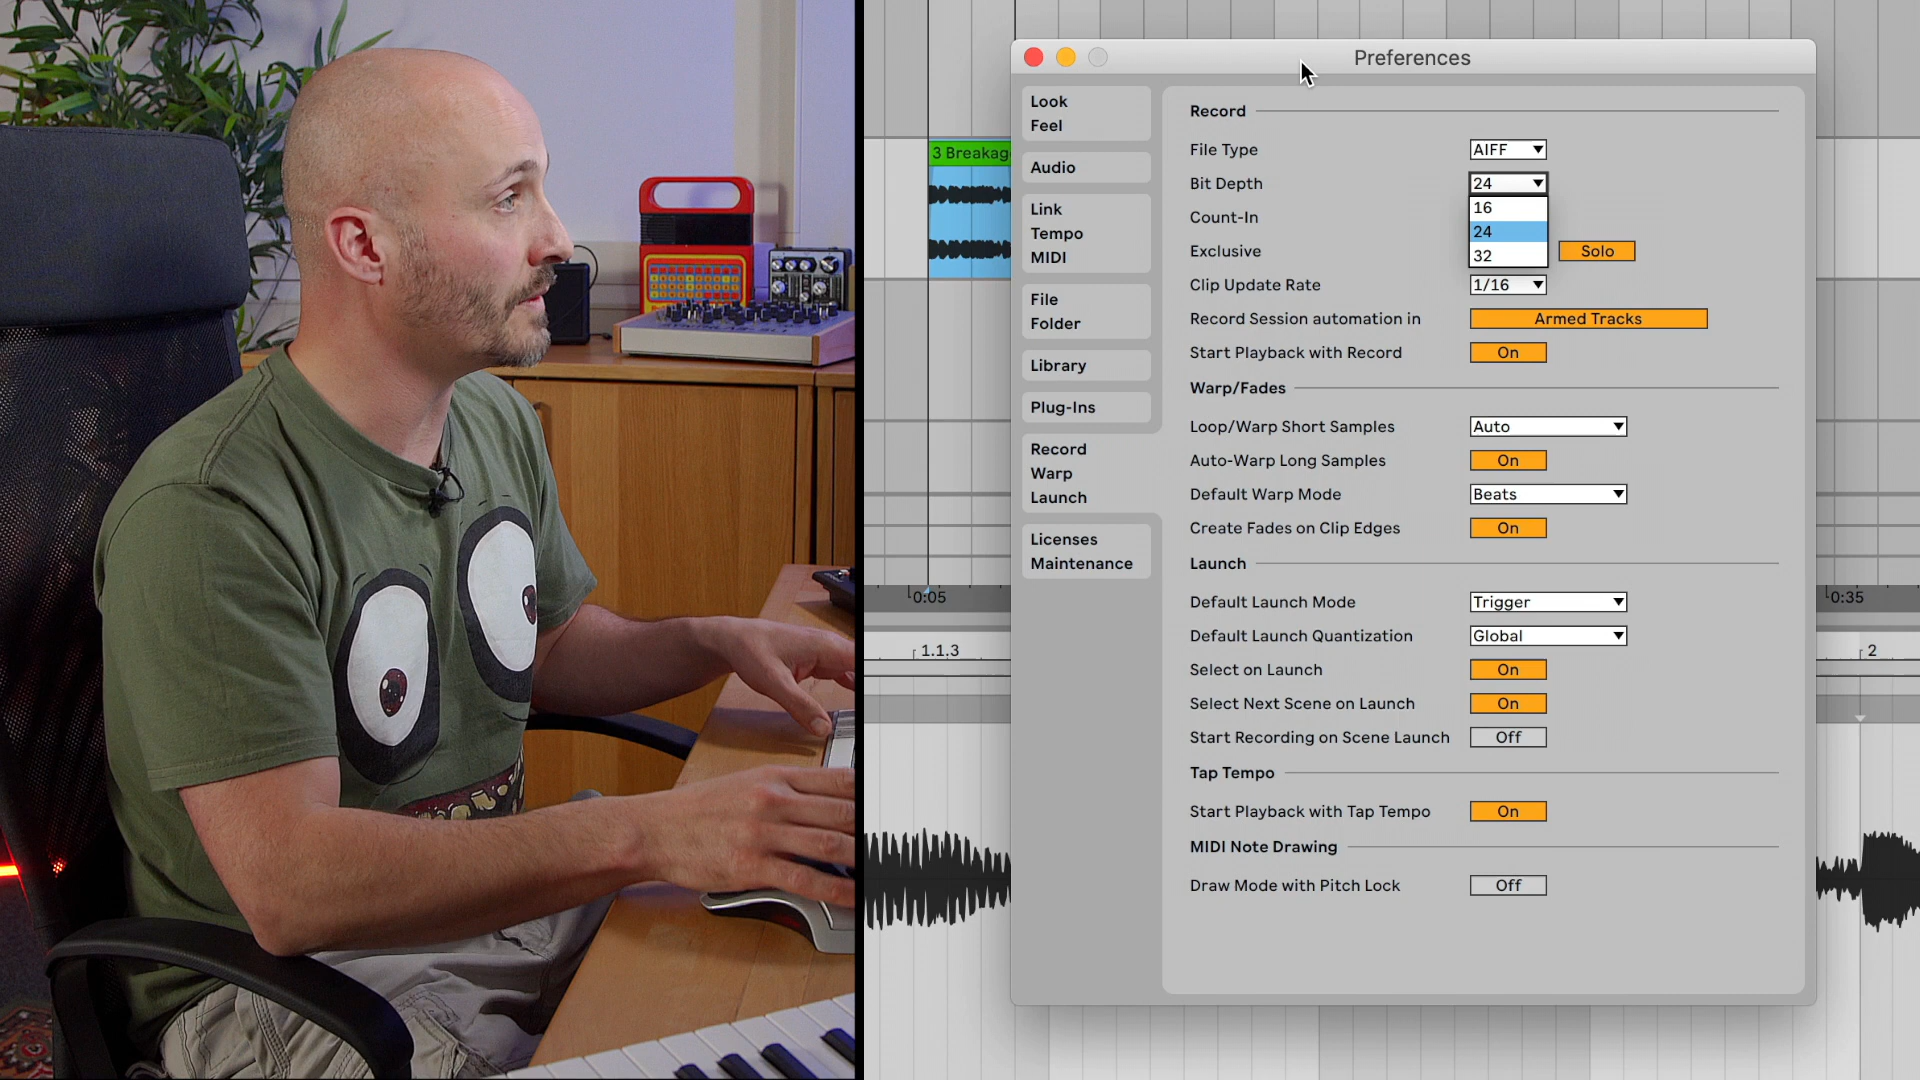 Preferences
Look
Feel
Audio
Link
Tempo
MIDI
File
Folder
Library
Plug-Ins
Record
Warp
Launch
Licenses
Maintenance
Record
File Type AIFF
Bit Depth 24
16
24
32
Count-In
Exclusive Solo
Clip Update Rate 1/16
Record Session automation in Armed Tracks
Start Playback with Record On
Warp/Fades
Loop/Warp Short Samples Auto
Auto-Warp Long Samples On
Default Warp Mode Beats
Create Fades on Clip Edges On
Launch
Default Launch Mode Trigger
Default Launch Quantization Global
Select on Launch On
Select Next Scene on Launch On
Start Recording on Scene Launch Off
Tap Tempo
Start Playback with Tap Tempo On
MIDI Note Drawing
Draw Mode with Pitch Lock Off
3 Breakag
0:05
0:35
1.1.3
2